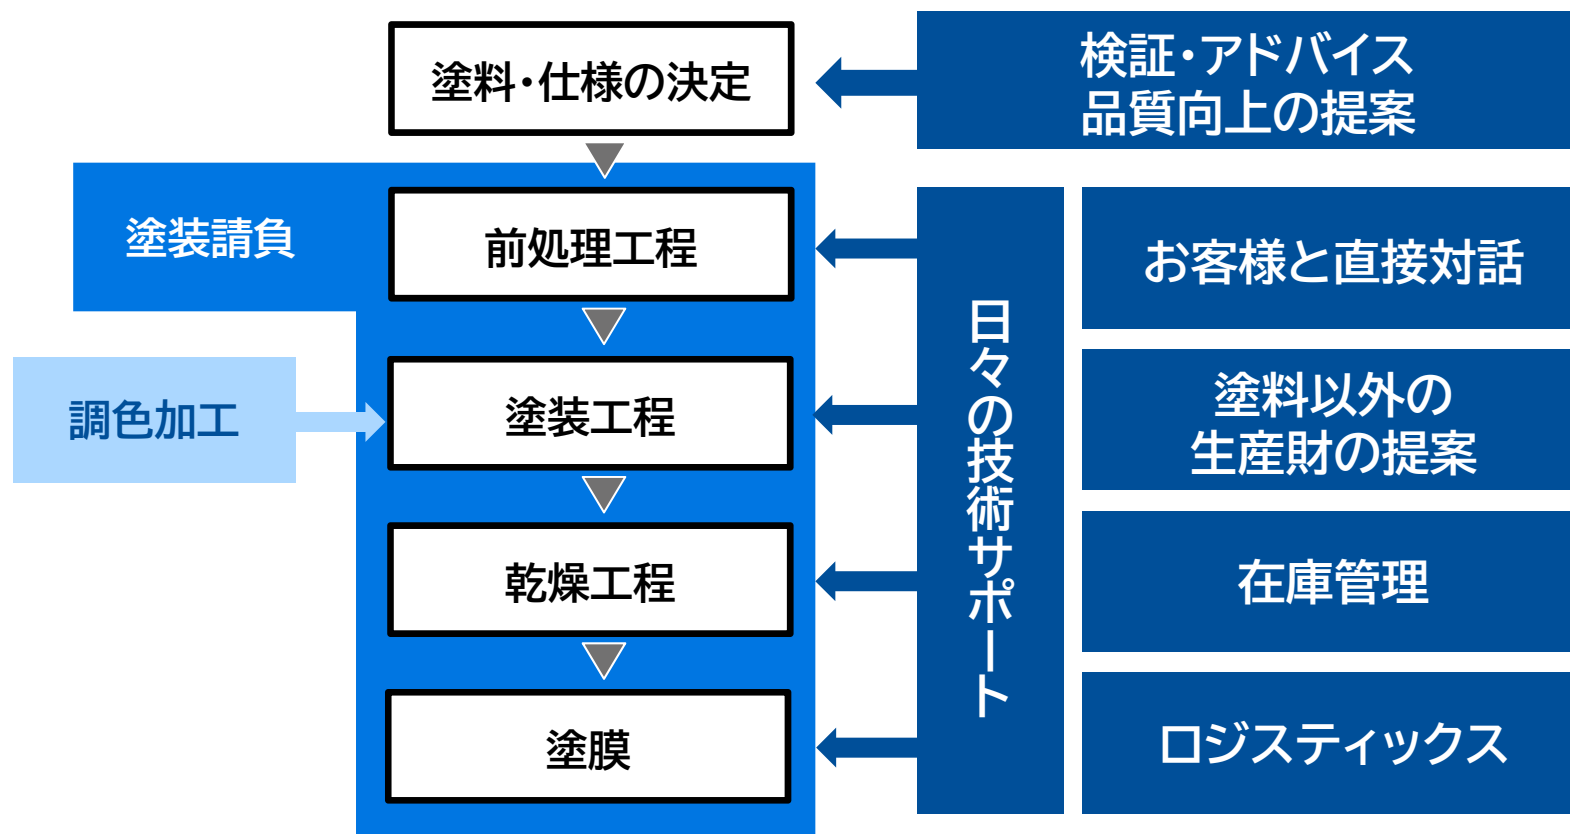 塗料・仕様の決定
検証・アドバイス
品質向上の提案
塗装請負
前処理工程
調色加工
塗装工程
乾燥工程
塗膜
日々の技術サポート
お客様と直接対話
塗料以外の
生産財の提案
在庫管理
ロジスティックス